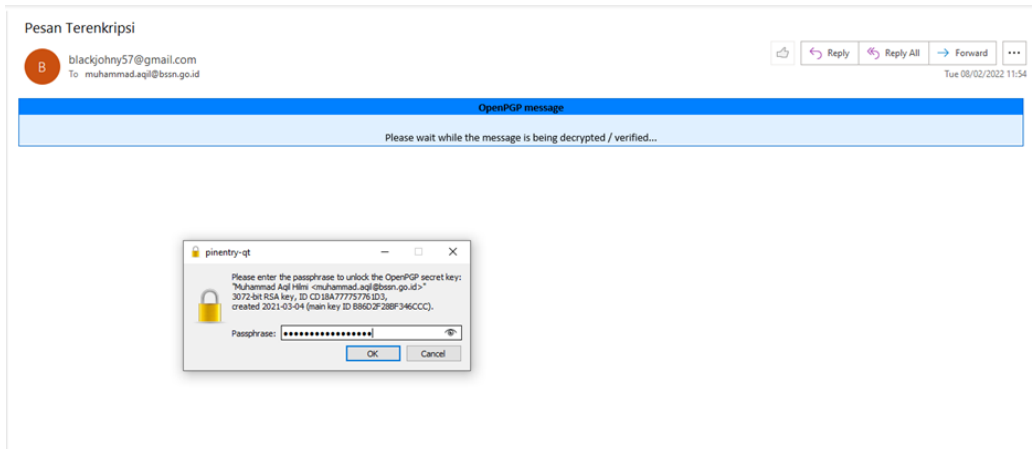 Pesan Terenkripsi
B
blackjohny57@gmail.com
To muhammad.aqil@bssn.go.id
Reply
Reply All
Forward
Tue 08/02/2022 11:54
OpenPGP message
Please wait while the message is being decrypted / verified...
pinentry-qt
Please enter the passphrase to unlock the OpenPGP secret key:
"Muhammad Aqil Hilmi <muhammad.aqil@bssn.go.id>"
3072-bit RSA key, ID CD18A777757761D3,
created 2021-03-04 (main key ID B86D2F28BF346CCC).
Passphrase:
OK
Cancel